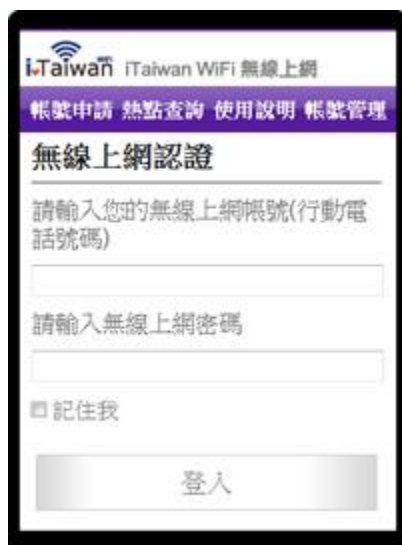 i-Taiwan WiFi iTaiwan WiFi 無線上網
帳號申請 熱點查詢 使用說明 帳號管理
無線上網認證
請輸入您的無線上網帳號(行動電
話號碼)
請輸入無線上網密碼
記住我
登入